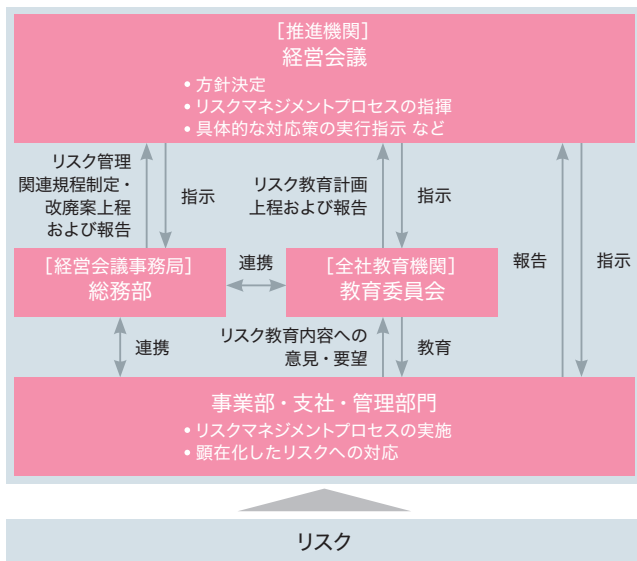 ［推進機関］
経営会議
• 方針決定
• リスクマネジメントプロセスの指揮
• 具体的な対応策の実行指示 など
リスク管理
関連規程制定・
改廃案上程
および報告
指示
リスク教育計画
上程および報告
指示
［経営会議事務局］
総務部
連携
［全社教育機関］
教育委員会
報告
指示
連携
リスク教育内容への
意見・要望
教育
事業部・支社・管理部門
• リスクマネジメントプロセスの実施
• 顕在化したリスクへの対応
リスク